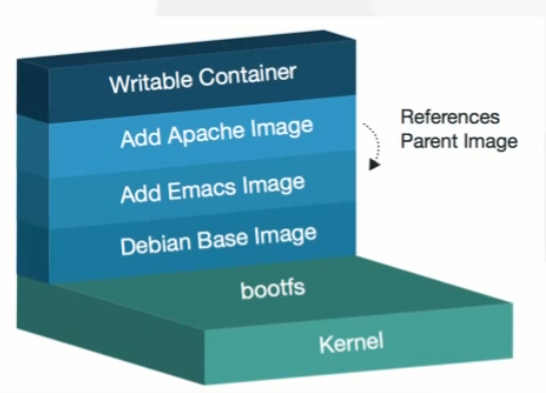 Writable Container
Add Apache Image
References
Parent Image
Add Emacs Image
Debian Base Image
bootfs
Kernel